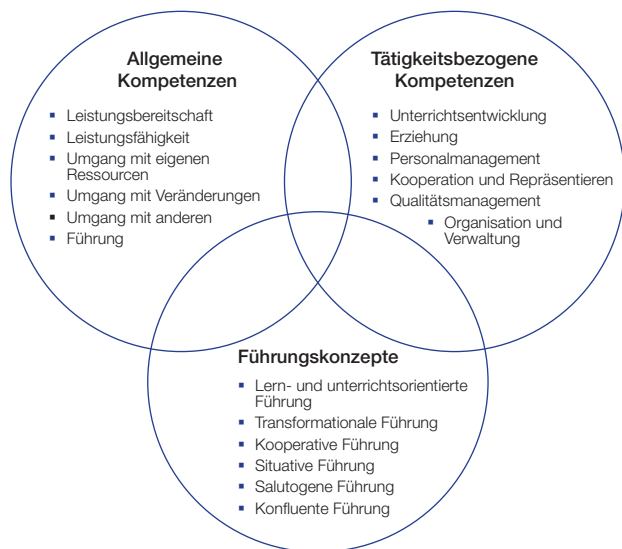 Allgemeine
Kompetenzen
▪ Leistungsbereitschaft
▪ Leistungsfähigkeit
▪ Umgang mit eigenen
Ressourcen
▪ Umgang mit Veränderungen
▪ Umgang mit anderen
▪ Führung
Tätigkeitsbezogene
Kompetenzen
▪ Unterrichtsentwicklung
▪ Erziehung
▪ Personalmanagement
▪ Kooperation und Repräsentieren
▪ Qualitätsmanagement
▪ Organisation und
Verwaltung
Führungskonzepte
▪ Lern- und unterrichtsorientierte
Führung
▪ Transformationale Führung
▪ Kooperative Führung
▪ Situative Führung
▪ Salutogene Führung
▪ Konfluente Führung